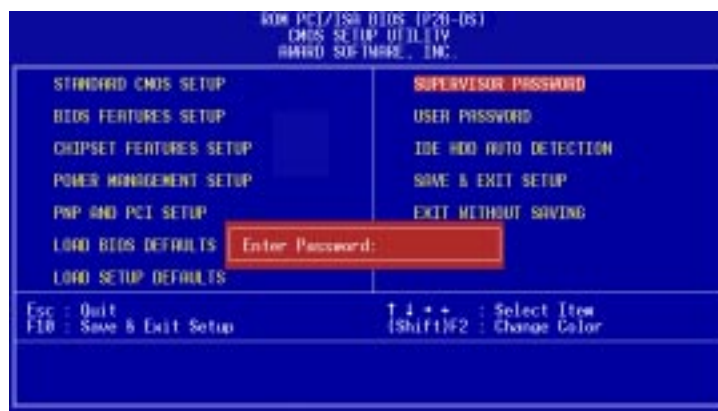 ROM PCI/ISA BIOS (P2B-DS)
CMOS SETUP UTILITY
AWARD SOFTWARE, INC.
STANDARD CMOS SETUP
BIOS FEATURES SETUP
CHIPSET FEATURES SETUP
POWER MANAGEMENT SETUP
PNP AND PCI SETUP
LOAD BIOS DEFAULTS
LOAD SETUP DEFAULTS
SUPERVISOR PASSWORD
USER PASSWORD
IDE HDD AUTO DETECTION
SAVE & EXIT SETUP
EXIT WITHOUT SAVING
Enter Password:
Esc : Quit
F10 : Save & Exit Setup
↑ ↓ → ← : Select Item
(Shift)F2 : Change Color